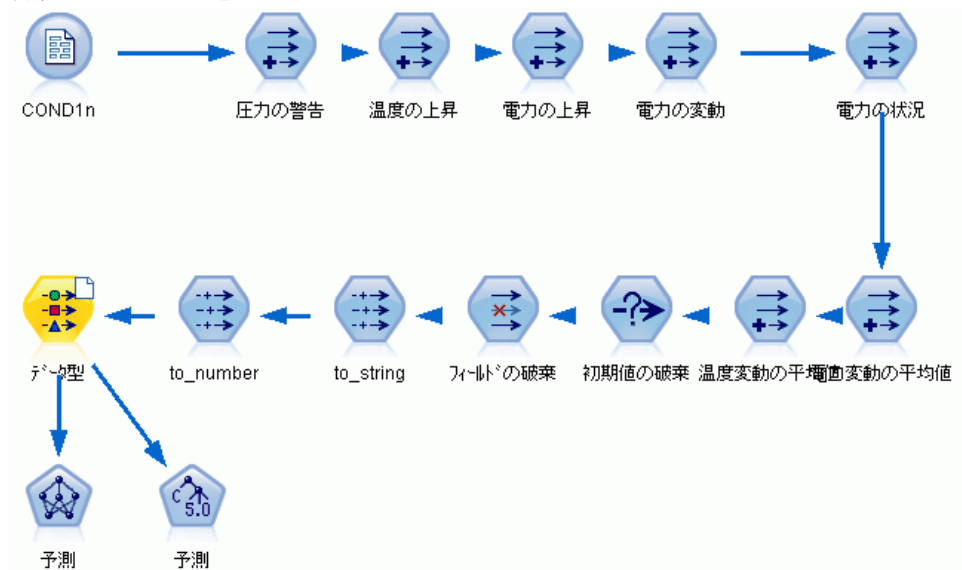 COND1n
圧力の警告
温度の上昇
電力の上昇
電力の変動
電力の状況
データ型
to_number
to_string
フィールドの破棄
初期値の破棄
温度変動の平均
変動の平均値
C 5.0
予測
予測